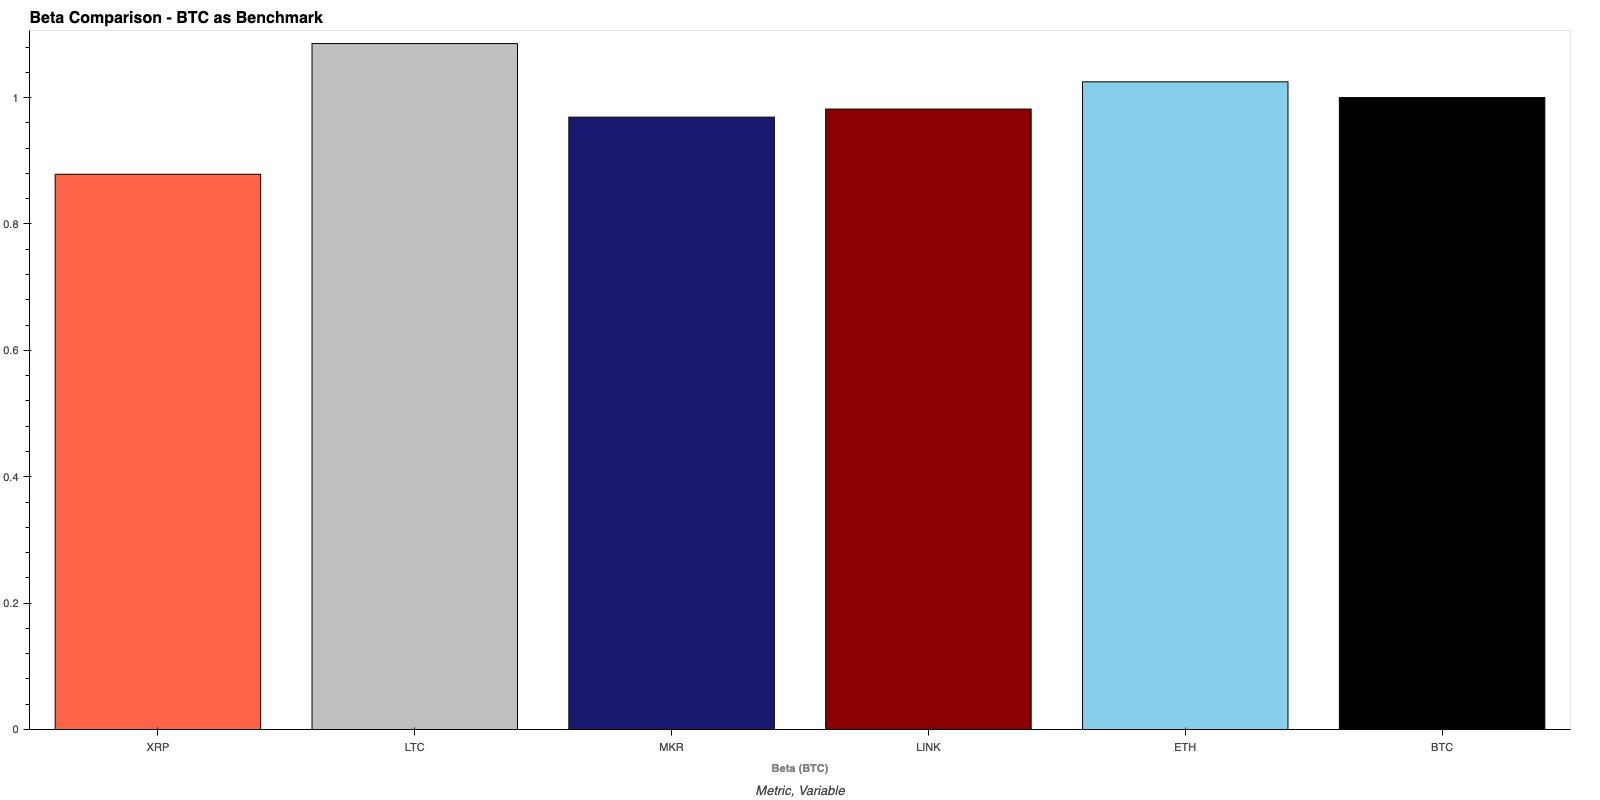 Beta Comparison - BTC as Benchmark
1
0.8
0.6
0.4
0.2
0
XRP LTC MKR LINK ETH BTC
Beta (BTC)
Metric, Variable